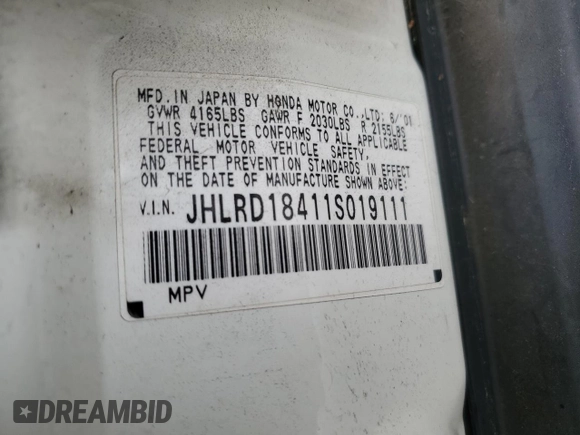 MFD. IN JAPAN BY HONDA MOTOR CO., LTD. 6/'01
GVWR 4165LBS GAWR F 2030LBS R 2155LBS
THIS VEHICLE CONFORMS TO ALL APPLICABLE
FEDERAL MOTOR VEHICLE SAFETY,
AND THEFT PREVENTION STANDARDS IN EFFECT
ON THE DATE OF MANUFACTURE SHOWN ABOVE:
V.I.N. JHLRD18411S019111
MPV
DREAMBID